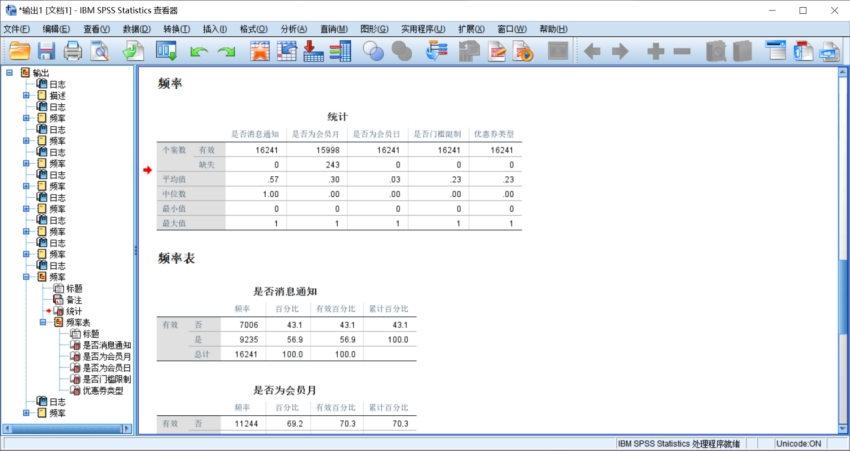 *输出1 [文档1] - IBM SPSS Statistics 查看器
文件(F) 编辑(E) 查看(V) 数据(D) 转换(T) 插入(I) 格式(O) 分析(A) 直销(M) 图形(G) 实用程序(U) 扩展(X) 窗口(W) 帮助(H)
输出
日志
描述
日志
频率
日志
频率
日志
频率
日志
频率
日志
频率
日志
频率
日志
频率
标题
备注
统计
频率表
标题
是否消息通知
是否为会员月
是否为会员日
是否门槛限制
优惠券类型
日志
频率
频率
统计
是否消息通知 是否为会员月 是否为会员日 是否门槛限制 优惠券类型
个案数 有效 16241 15998 16241 16241 16241
缺失 0 243 0 0 0
平均值 .57 .30 .03 .23 .23
中位数 1.00 .00 .00 .00 .00
最小值 0 0 0 0 0
最大值 1 1 1 1 1
频率表
是否消息通知
频率 百分比 有效百分比 累计百分比
有效 否 7006 43.1 43.1 43.1
是 9235 56.9 56.9 100.0
总计 16241 100.0 100.0
是否为会员月
频率 百分比 有效百分比 累计百分比
有效 否 11244 69.2 70.3 70.3
IBM SPSS Statistics 处理程序就绪 Unicode:ON